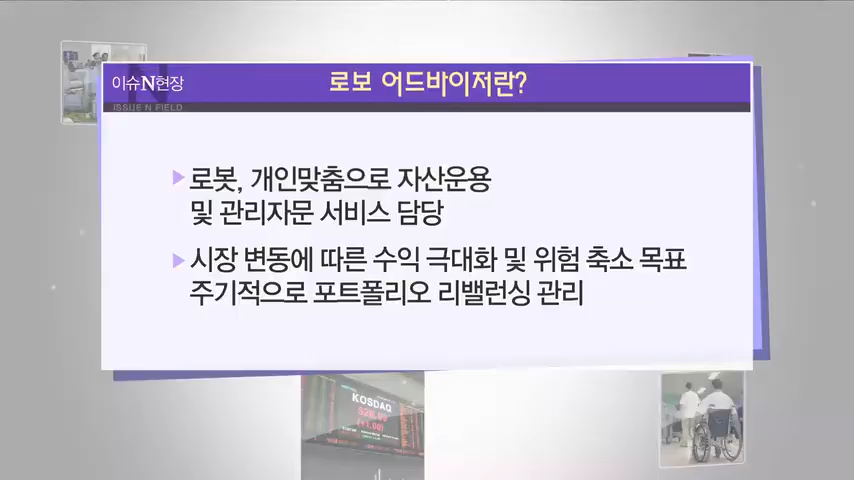 이슈N현장
로보 어드바이저란?
ISSUE N FIELD
▶로봇, 개인맞춤으로 자산운용
및 관리자문 서비스 담당
▶시장 변동에 따른 수익 극대화 및 위험 축소 목표
주기적으로 포트폴리오 리밸런싱 관리
KOSDAQ